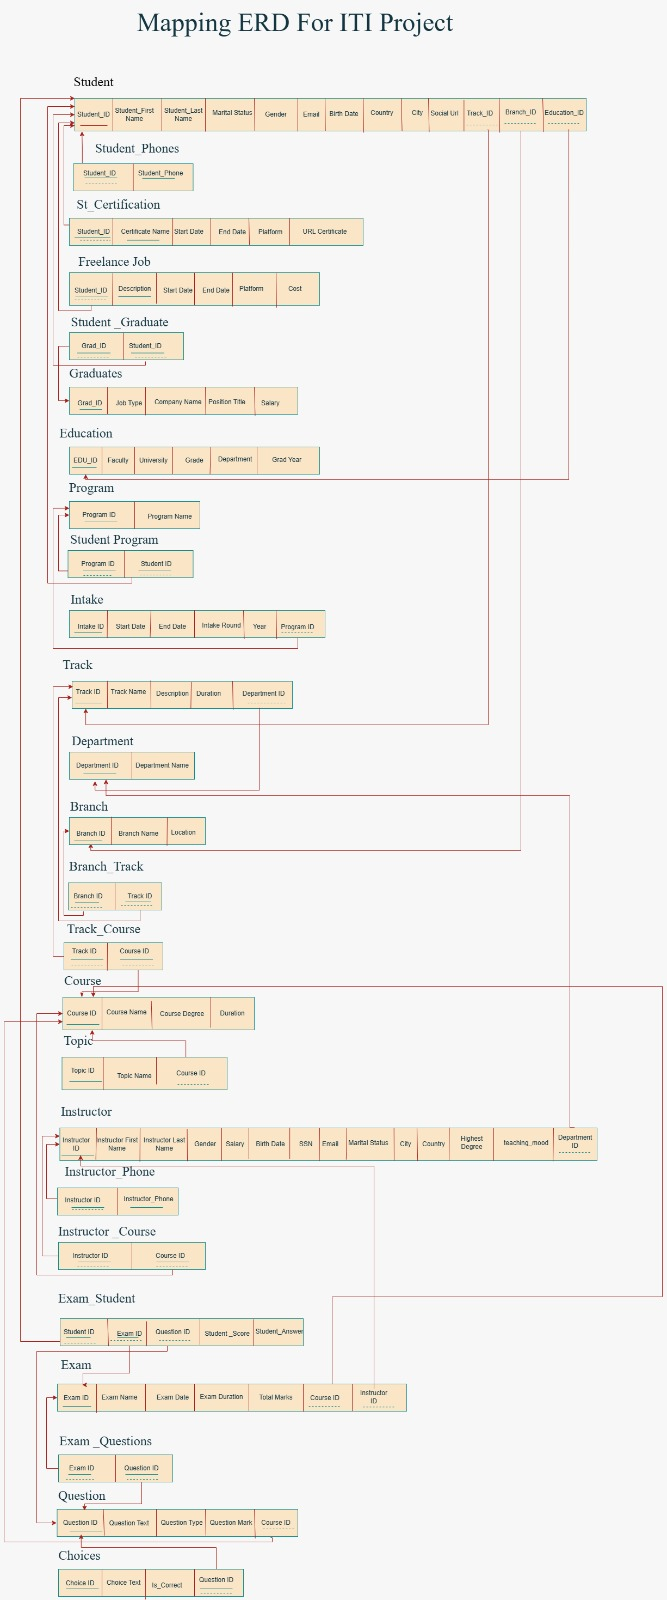 Mapping ERD For ITI Project
Student
Student_ID Student_First Name Student_Last Name Marital Status Gender Email Birth Date Country City Social Url Track_ID Branch_ID Education_ID
Student_Phones
Student_ID Student_Phone
St_Certification
Student_ID Certificate Name Start Date End Date Platform URL Certificate
Freelance Job
Student_ID Description Start Date End Date Platform Cost
Student _Graduate
Grad_ID Student_ID
Graduates
Grad_ID Job Type Company Name Position Title Salary
Education
EDU_ID Faculty University Grade Department Grad Year
Program
Program ID Program Name
Student Program
Program ID Student ID
Intake
Intake ID Start Date End Date Intake Round Year Program ID
Track
Track ID Track Name Description Duration Department ID
Department
Department ID Department Name
Branch
Branch ID Branch Name Location
Branch_Track
Branch ID Track ID
Track_Course
Track ID Course ID
Course
Course ID Course Name Course Degree Duration
Topic
Topic ID Topic Name Course ID
Instructor
Instructor ID Instructor First Name Instructor Last Name Gender Salary Birth Date SSN Email Marital Status City Country Highest Degree teaching_mood Department ID
Instructor_Phone
Instructor ID Instructor_Phone
Instructor _Course
Instructor ID Course ID
Exam_Student
Student ID Exam ID Question ID Student _Score Student_Answer
Exam
Exam ID Exam Name Exam Date Exam Duration Total Marks Course ID Instructor ID
Exam _Questions
Exam ID Question ID
Question
Question ID Question Text Question Type Question Mark Course ID
Choices
Choice ID Choice Text Is_Correct Question ID